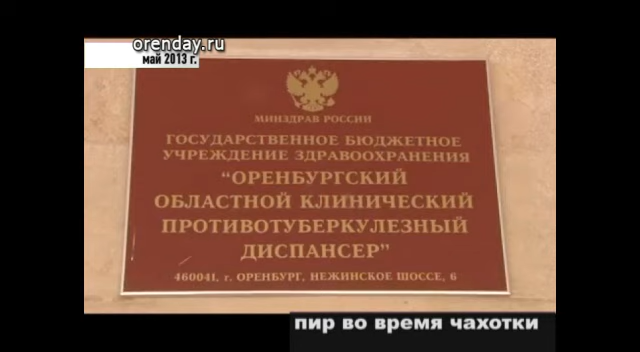 orenday.ru
май 2013 г.
МИНЗДРАВ РОССИИ
ГОСУДАРСТВЕННОЕ БЮДЖЕТНОЕ
УЧРЕЖДЕНИЕ ЗДРАВООХРАНЕНИЯ
“ОРЕНБУРГСКИЙ
ОБЛАСТНОЙ КЛИНИЧЕСКИЙ
ПРОТИВОТУБЕРКУЛЕЗНЫЙ
ДИСПАНСЕР”
460041, г. ОРЕНБУРГ, НЕЖИНСКОЕ ШОССЕ, 6
пир во время чахотки